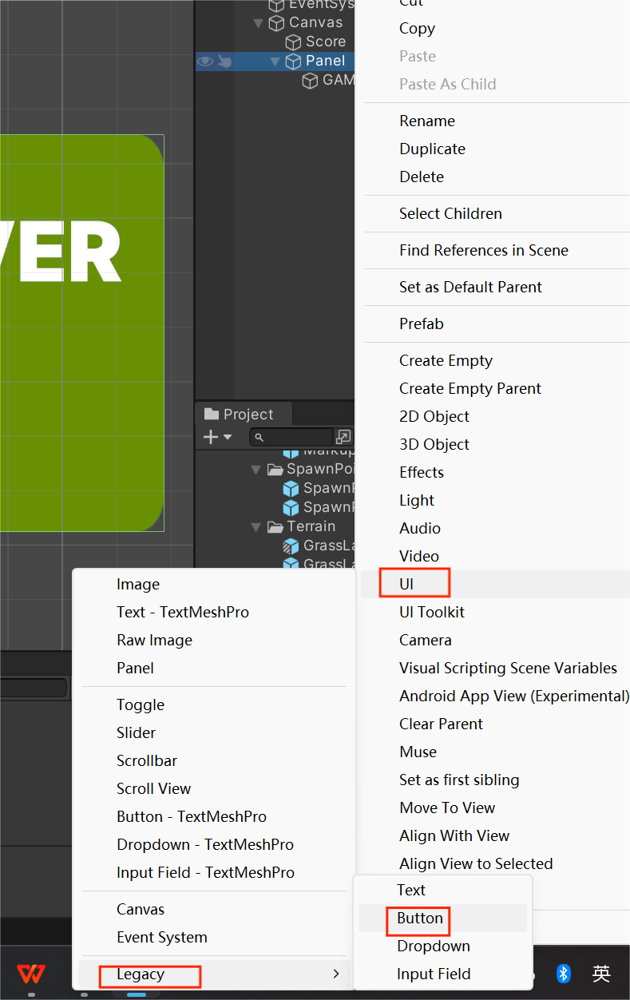 EventSys
Canvas
Score
Panel
GAM
VER
Project
Markup
SpawnPoi
SpawnP
SpawnP
Terrain
GrassLa
GrassLa
Cut
Copy
Paste
Paste As Child
Rename
Duplicate
Delete
Select Children
Find References in Scene
Set as Default Parent
Prefab
Create Empty
Create Empty Parent
2D Object
3D Object
Effects
Light
Audio
Video
UI
UI Toolkit
Camera
Visual Scripting Scene Variables
Android App View (Experimental)
Clear Parent
Muse
Set as first sibling
Move To View
Align With View
Align View to Selected
Image
Text - TextMeshPro
Raw Image
Panel
Toggle
Slider
Scrollbar
Scroll View
Button - TextMeshPro
Dropdown - TextMeshPro
Input Field - TextMeshPro
Canvas
Event System
Legacy
Text
Button
Dropdown
Input Field
英